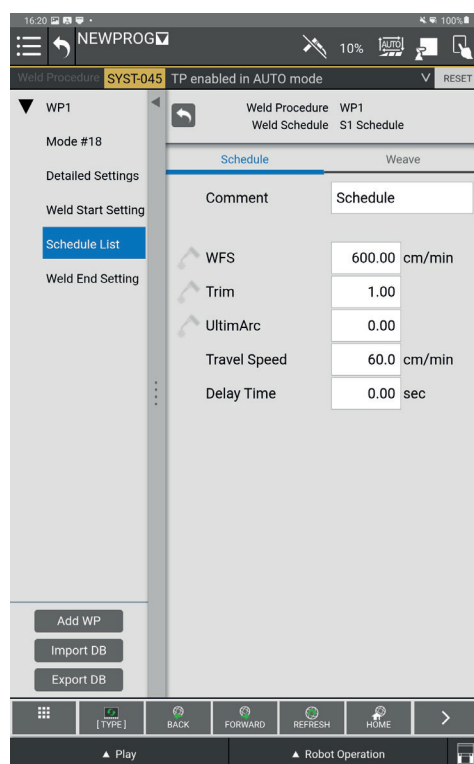 16:20 100%
NEWPROG
10% AUTO
Weld Procedure SYST-045 TP enabled in AUTO mode RESET
WP1
Mode #18
Detailed Settings
Weld Start Setting
Schedule List
Weld End Setting
Add WP
Import DB
Export DB
Weld Procedure WP1
Weld Schedule S1 Schedule
Schedule Weave
Comment Schedule
WFS 600.00 cm/min
Trim 1.00
UltimArc 0.00
Travel Speed 60.0 cm/min
Delay Time 0.00 sec
[TYPE] BACK FORWARD REFRESH HOME
▲ Play ▲ Robot Operation